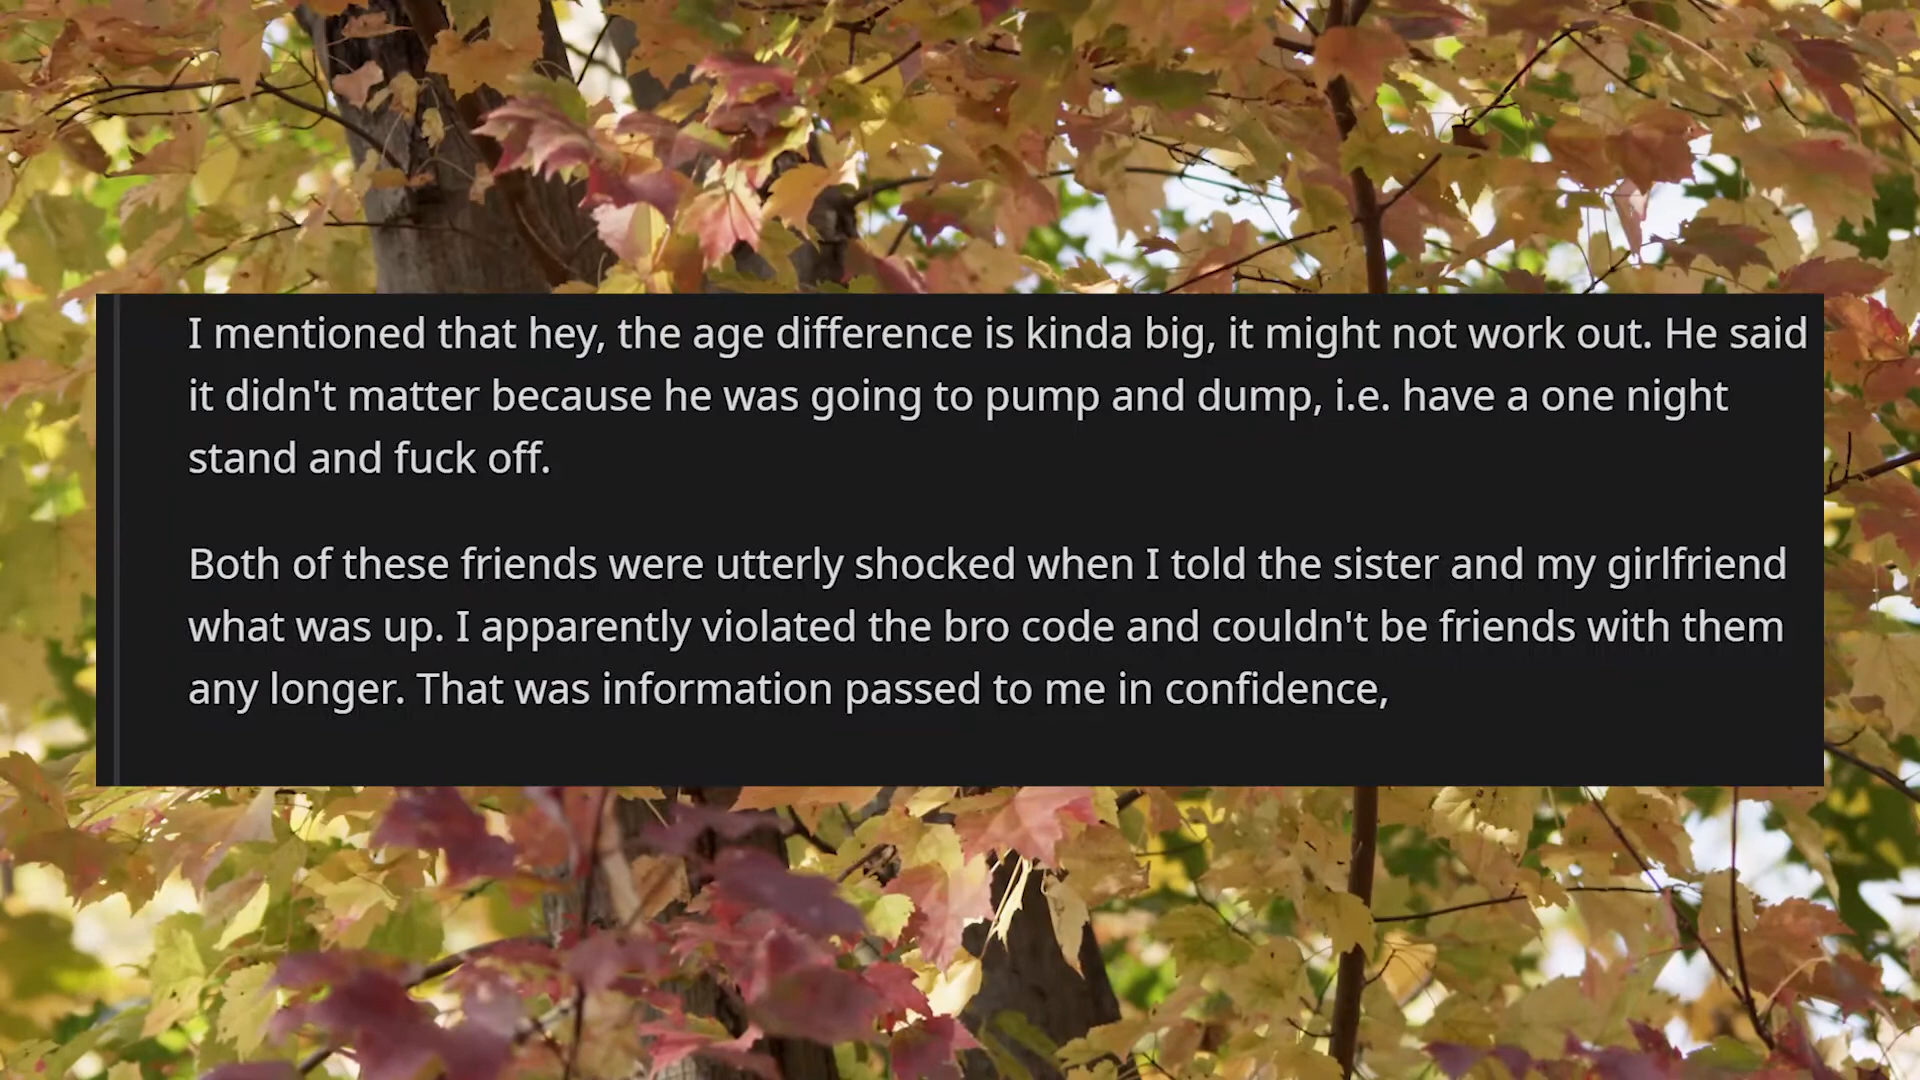 I mentioned that hey, the age difference is kinda big, it might not work out. He said
it didn't matter because he was going to pump and dump, i.e. have a one night
stand and fuck off.
Both of these friends were utterly shocked when I told the sister and my girlfriend
what was up. I apparently violated the bro code and couldn't be friends with them
any longer. That was information passed to me in confidence,